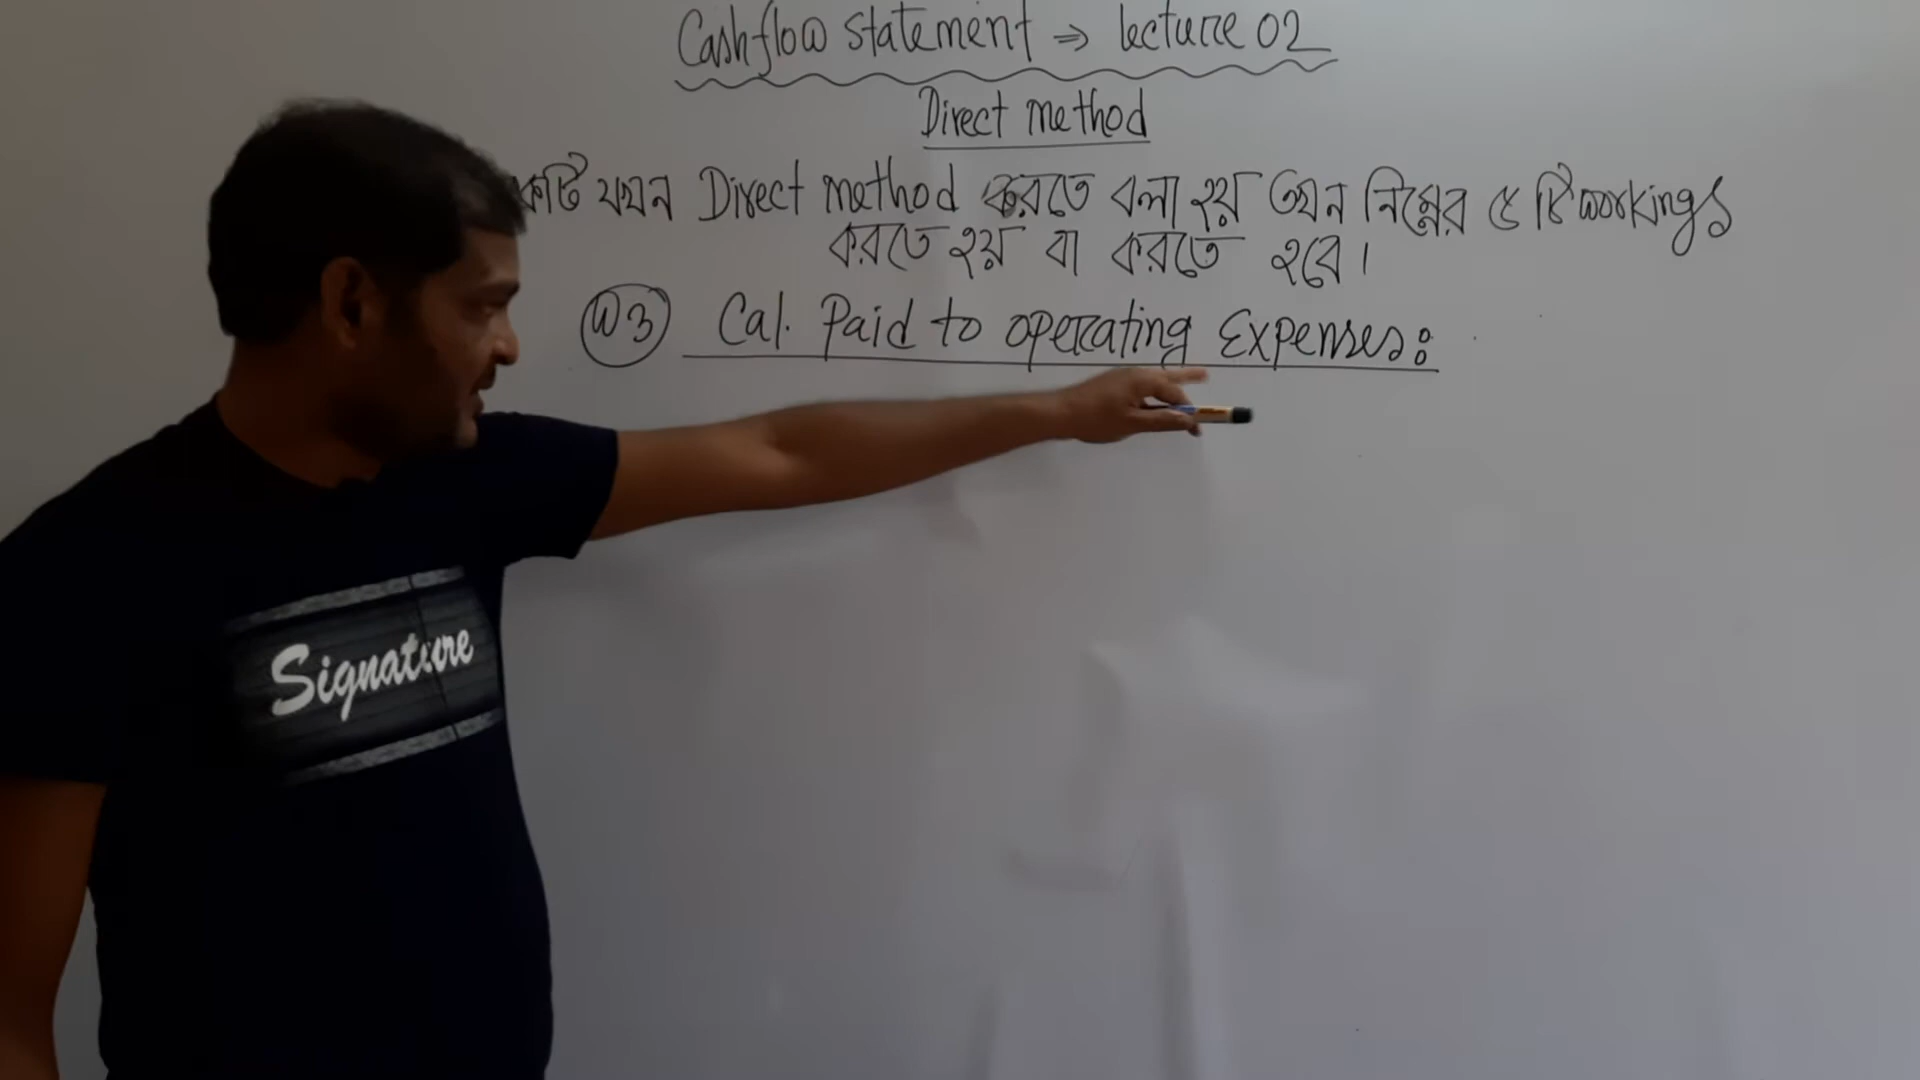 Cashflow statement ⇒ lecture 02
Direct method
যখন Direct method করতে বলা হয় তখন নিম্নের ৫ টি workings
করতে হয় বা করতে হবে।
W3 Cal. Paid to operating Expenses:
Signature